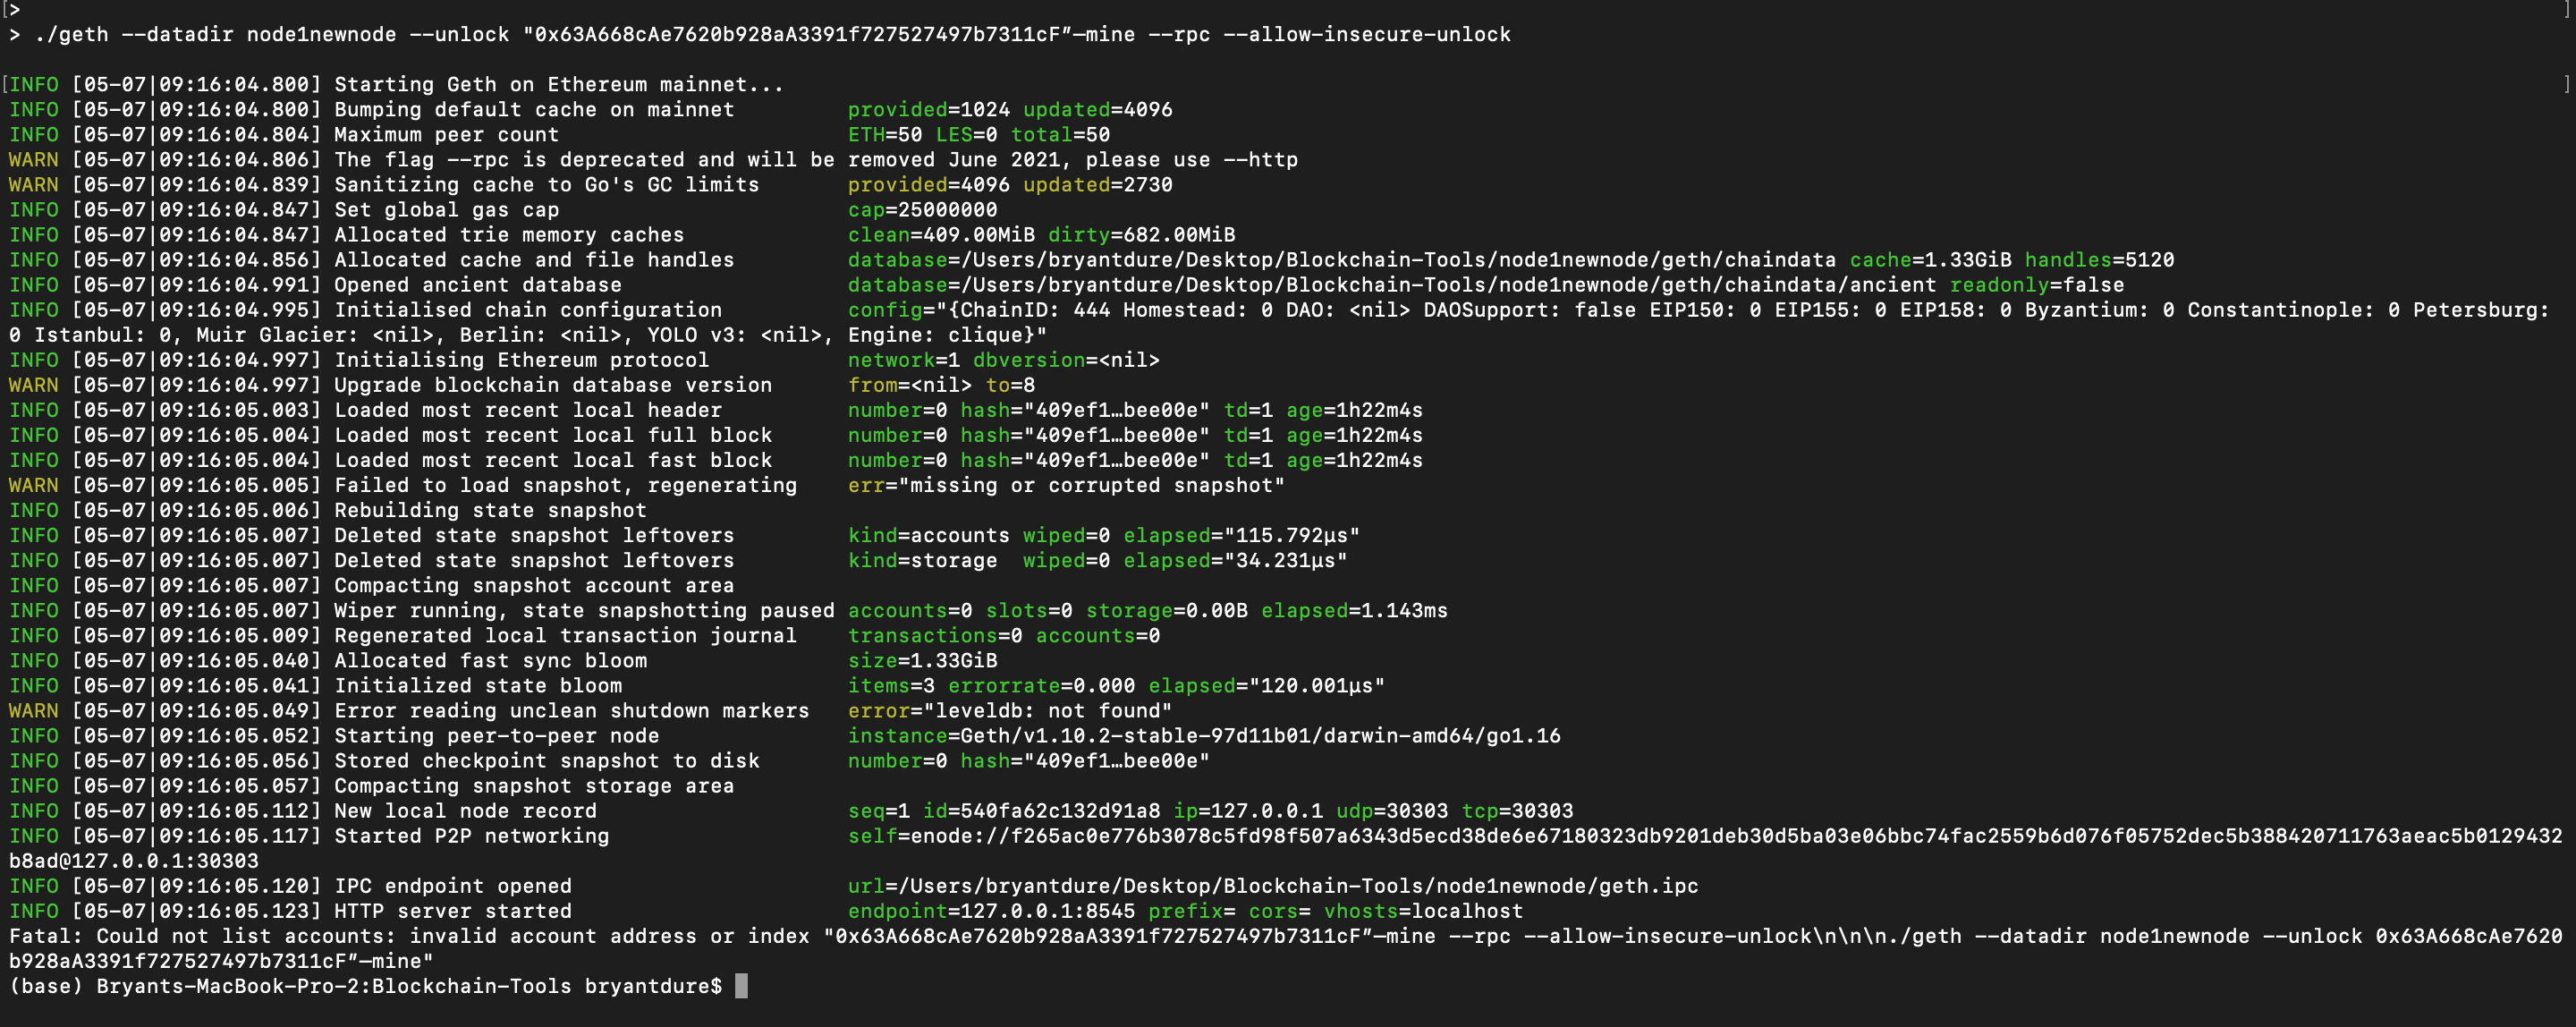 [>
> ./geth --datadir node1newnode --unlock "0x63A668cAe7620b928aA3391f727527497b7311cF”—mine --rpc --allow-insecure-unlock
[INFO [05-07|09:16:04.800] Starting Geth on Ethereum mainnet... ]
INFO [05-07|09:16:04.800] Bumping default cache on mainnet provided=1024 updated=4096
INFO [05-07|09:16:04.804] Maximum peer count ETH=50 LES=0 total=50
WARN [05-07|09:16:04.806] The flag --rpc is deprecated and will be removed June 2021, please use --http
WARN [05-07|09:16:04.839] Sanitizing cache to Go's GC limits provided=4096 updated=2730
INFO [05-07|09:16:04.847] Set global gas cap cap=25000000
INFO [05-07|09:16:04.847] Allocated trie memory caches clean=409.00MiB dirty=682.00MiB
INFO [05-07|09:16:04.856] Allocated cache and file handles database=/Users/bryantdure/Desktop/Blockchain-Tools/node1newnode/geth/chaindata cache=1.33GiB handles=5120
INFO [05-07|09:16:04.991] Opened ancient database database=/Users/bryantdure/Desktop/Blockchain-Tools/node1newnode/geth/chaindata/ancient readonly=false
INFO [05-07|09:16:04.995] Initialised chain configuration config="{ChainID: 444 Homestead: 0 DAO: <nil> DAOSupport: false EIP150: 0 EIP155: 0 EIP158: 0 Byzantium: 0 Constantinople: 0 Petersburg:
0 Istanbul: 0, Muir Glacier: <nil>, Berlin: <nil>, YOLO v3: <nil>, Engine: clique}"
INFO [05-07|09:16:04.997] Initialising Ethereum protocol network=1 dbversion=<nil>
WARN [05-07|09:16:04.997] Upgrade blockchain database version from=<nil> to=8
INFO [05-07|09:16:05.003] Loaded most recent local header number=0 hash="409ef1…bee00e" td=1 age=1h22m4s
INFO [05-07|09:16:05.004] Loaded most recent local full block number=0 hash="409ef1…bee00e" td=1 age=1h22m4s
INFO [05-07|09:16:05.004] Loaded most recent local fast block number=0 hash="409ef1…bee00e" td=1 age=1h22m4s
WARN [05-07|09:16:05.005] Failed to load snapshot, regenerating err="missing or corrupted snapshot"
INFO [05-07|09:16:05.006] Rebuilding state snapshot
INFO [05-07|09:16:05.007] Deleted state snapshot leftovers kind=accounts wiped=0 elapsed="115.792µs"
INFO [05-07|09:16:05.007] Deleted state snapshot leftovers kind=storage wiped=0 elapsed="34.231µs"
INFO [05-07|09:16:05.007] Compacting snapshot account area
INFO [05-07|09:16:05.007] Wiper running, state snapshotting paused accounts=0 slots=0 storage=0.00B elapsed=1.143ms
INFO [05-07|09:16:05.009] Regenerated local transaction journal transactions=0 accounts=0
INFO [05-07|09:16:05.040] Allocated fast sync bloom size=1.33GiB
INFO [05-07|09:16:05.041] Initialized state bloom items=3 errorrate=0.000 elapsed="120.001µs"
WARN [05-07|09:16:05.049] Error reading unclean shutdown markers error="leveldb: not found"
INFO [05-07|09:16:05.052] Starting peer-to-peer node instance=Geth/v1.10.2-stable-97d11b01/darwin-amd64/go1.16
INFO [05-07|09:16:05.056] Stored checkpoint snapshot to disk number=0 hash="409ef1…bee00e"
INFO [05-07|09:16:05.057] Compacting snapshot storage area
INFO [05-07|09:16:05.112] New local node record seq=1 id=540fa62c132d91a8 ip=127.0.0.1 udp=30303 tcp=30303
INFO [05-07|09:16:05.117] Started P2P networking self=enode://f265ac0e776b3078c5fd98f507a6343d5ecd38de6e67180323db9201deb30d5ba03e06bbc74fac2559b6d076f05752dec5b388420711763aeac5b0129432
b8ad@127.0.0.1:30303
INFO [05-07|09:16:05.120] IPC endpoint opened url=/Users/bryantdure/Desktop/Blockchain-Tools/node1newnode/geth.ipc
INFO [05-07|09:16:05.123] HTTP server started endpoint=127.0.0.1:8545 prefix= cors= vhosts=localhost
Fatal: Could not list accounts: invalid account address or index "0x63A668cAe7620b928aA3391f727527497b7311cF”—mine --rpc --allow-insecure-unlock\n\n\n./geth --datadir node1newnode --unlock 0x63A668cAe7620
b928aA3391f727527497b7311cF”—mine"
(base) Bryants-MacBook-Pro-2:Blockchain-Tools bryantdure$